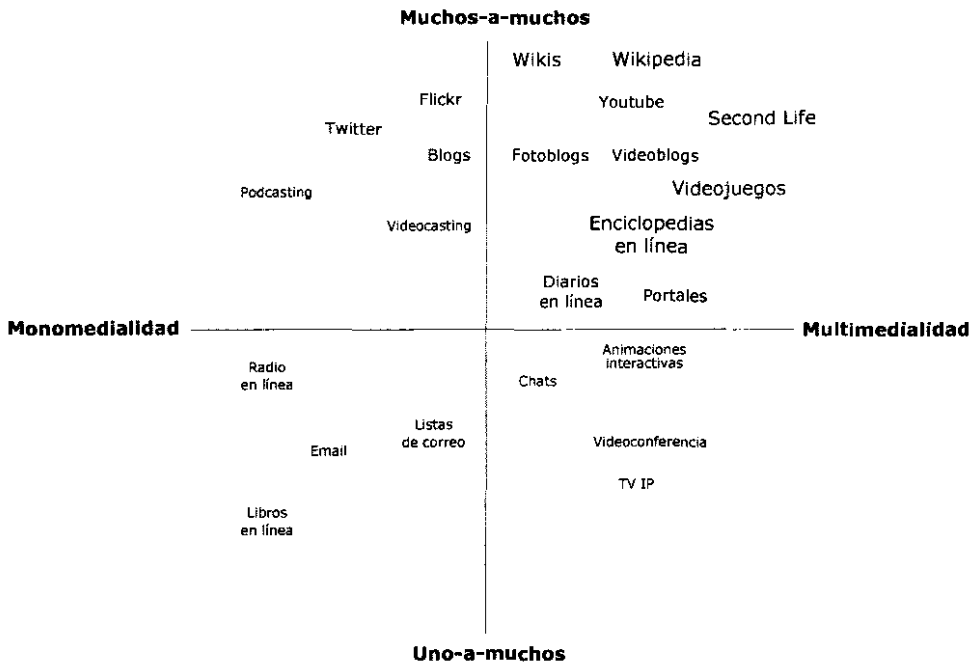 Muchos-a-muchos
Wikis Wikipedia
Flickr Youtube
Second Life
Twitter
Blogs Fotoblogs Videoblogs
Podcasting Videojuegos
Videocasting Enciclopedias
en línea
Diarios
en línea Portales
Monomedialidad Multimedialidad
Animaciones
interactivas
Radio
en línea Chats
Listas
de correo
Email Videoconferencia
TV IP
Libros
en línea
Uno-a-muchos